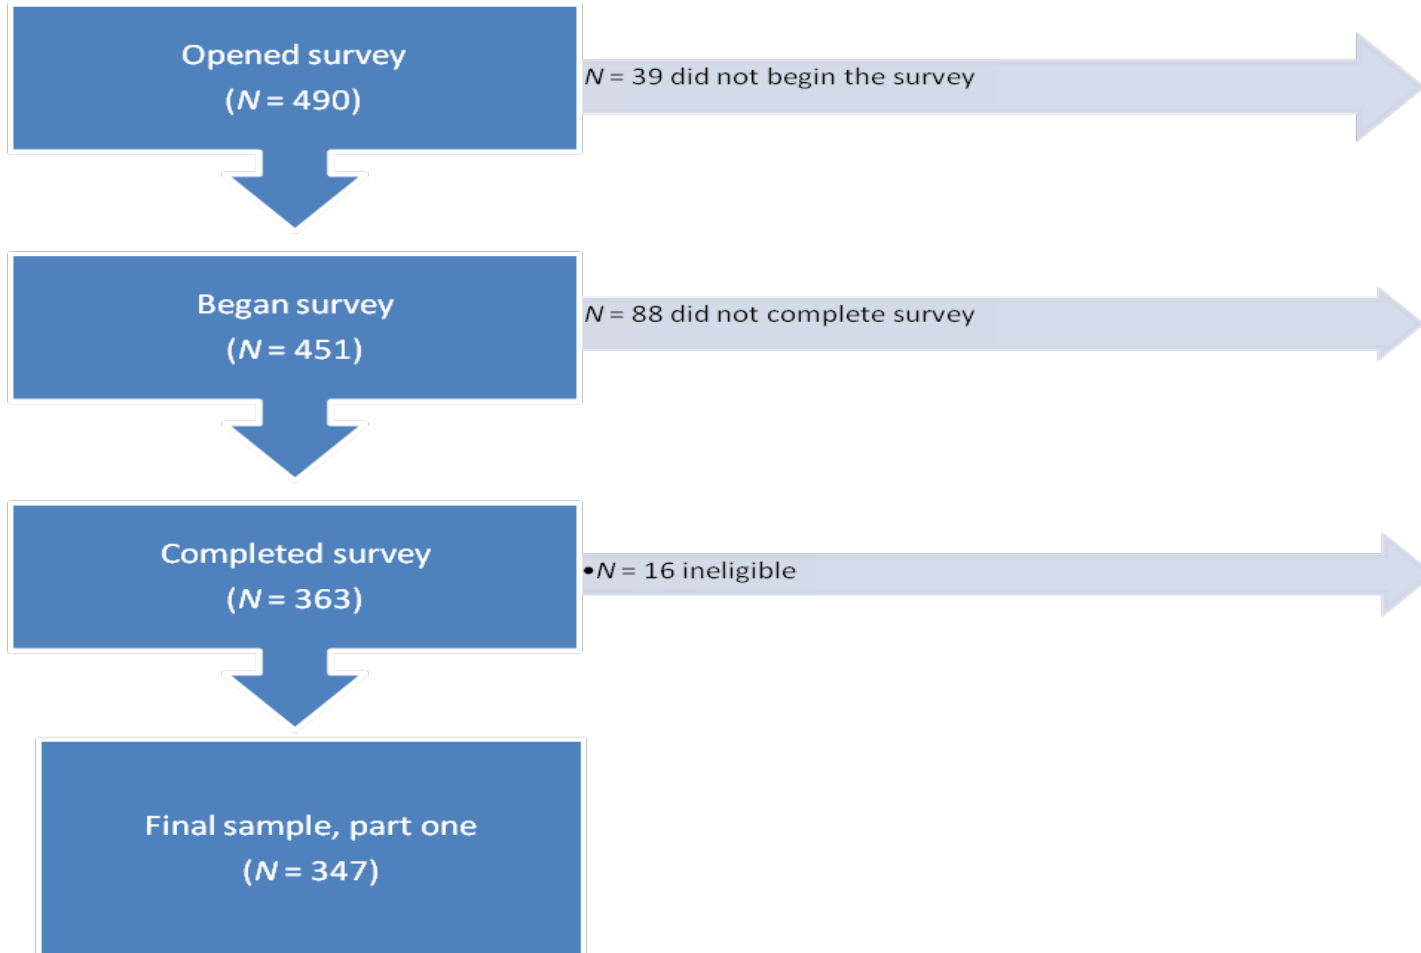 Opened survey
(N = 490)
N = 39 did not begin the survey
Began survey
(N = 451)
N = 88 did not complete survey
Completed survey
(N = 363)
•N = 16 ineligible
Final sample, part one
(N = 347)